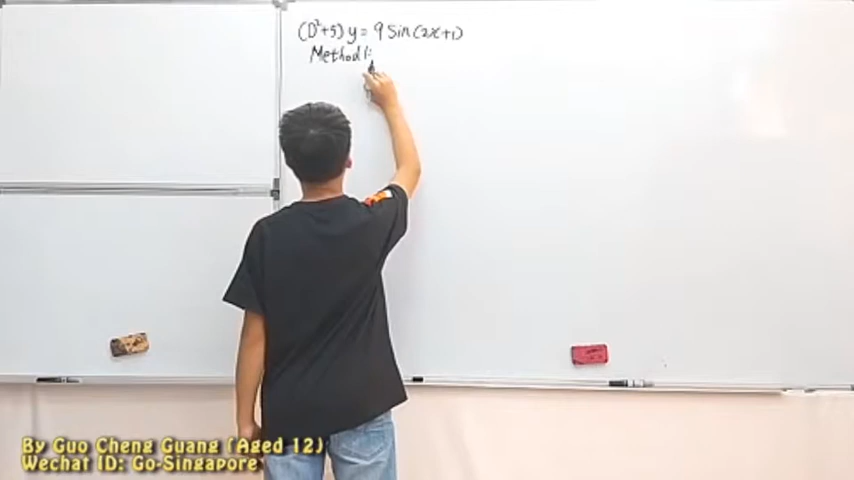 (D²+5) y = 9 Sin (2x+1)
Method 1:
By Guo Cheng Guang (Aged 12)
WeChat ID: Go-Singapore